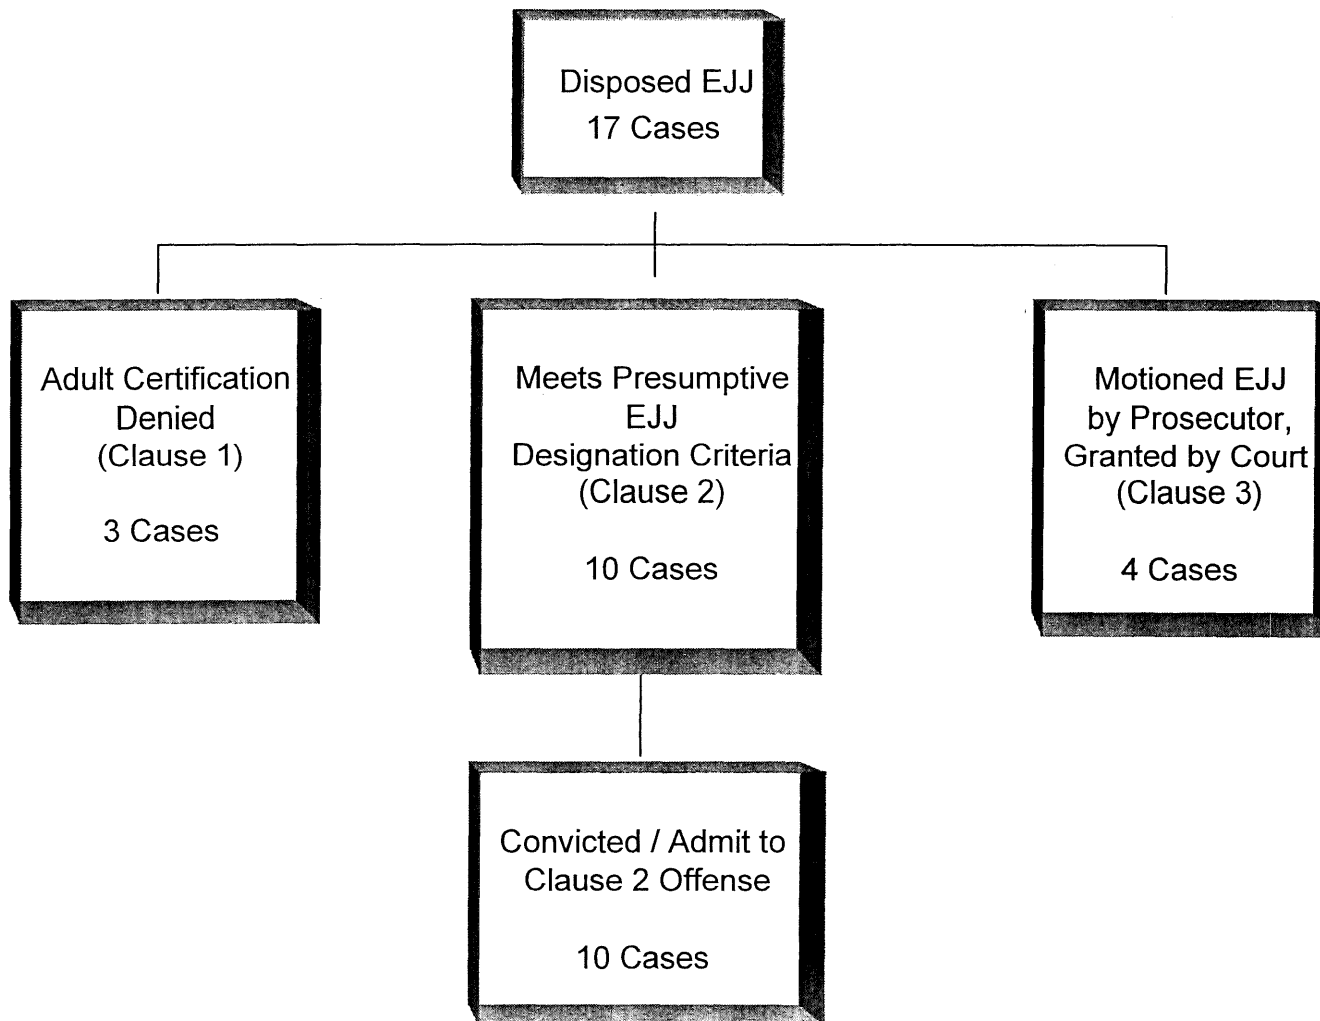 Disposed EJJ
17 Cases
Adult Certification
Denied
(Clause 1)
3 Cases
Meets Presumptive
EJJ
Designation Criteria
(Clause 2)
10 Cases
Motioned EJJ
by Prosecutor,
Granted by Court
(Clause 3)
4 Cases
Convicted / Admit to
Clause 2 Offense
10 Cases